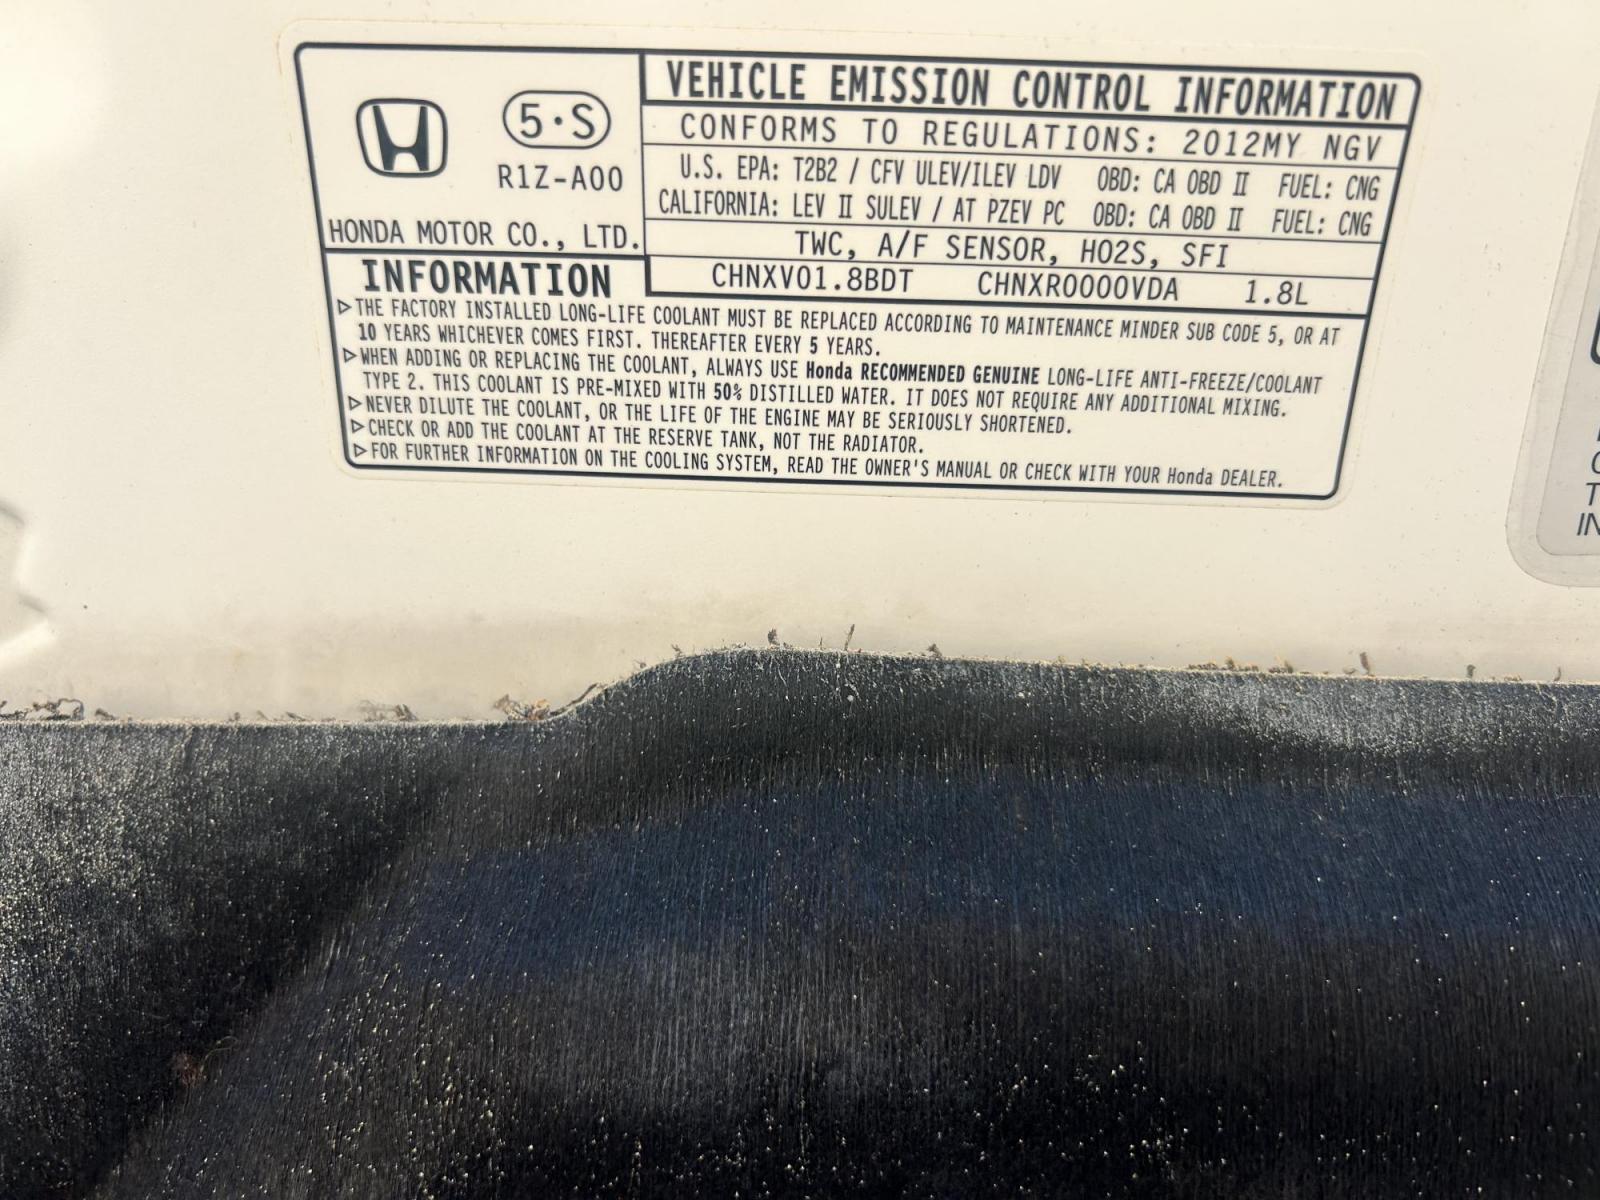 5·S
R1Z-A00
HONDA MOTOR CO., LTD.
VEHICLE EMISSION CONTROL INFORMATION
CONFORMS TO REGULATIONS: 2012MY NGV
U.S. EPA: T2B2 / CFV ULEV/ILEV LDV OBD: CA OBD II FUEL: CNG
CALIFORNIA: LEV II SULEV / AT PZEV PC OBD: CA OBD II FUEL: CNG
TWC, A/F SENSOR, HO2S, SFI
CHNXV01.8BDT CHNXR0000VDA 1.8L
INFORMATION
▷THE FACTORY INSTALLED LONG-LIFE COOLANT MUST BE REPLACED ACCORDING TO MAINTENANCE MINDER SUB CODE 5, OR AT
10 YEARS WHICHEVER COMES FIRST. THEREAFTER EVERY 5 YEARS.
▷WHEN ADDING OR REPLACING THE COOLANT, ALWAYS USE Honda RECOMMENDED GENUINE LONG-LIFE ANTI-FREEZE/COOLANT
TYPE 2. THIS COOLANT IS PRE-MIXED WITH 50% DISTILLED WATER. IT DOES NOT REQUIRE ANY ADDITIONAL MIXING.
▷NEVER DILUTE THE COOLANT, OR THE LIFE OF THE ENGINE MAY BE SERIOUSLY SHORTENED.
▷CHECK OR ADD THE COOLANT AT THE RESERVE TANK, NOT THE RADIATOR.
▷FOR FURTHER INFORMATION ON THE COOLING SYSTEM, READ THE OWNER'S MANUAL OR CHECK WITH YOUR Honda DEALER.